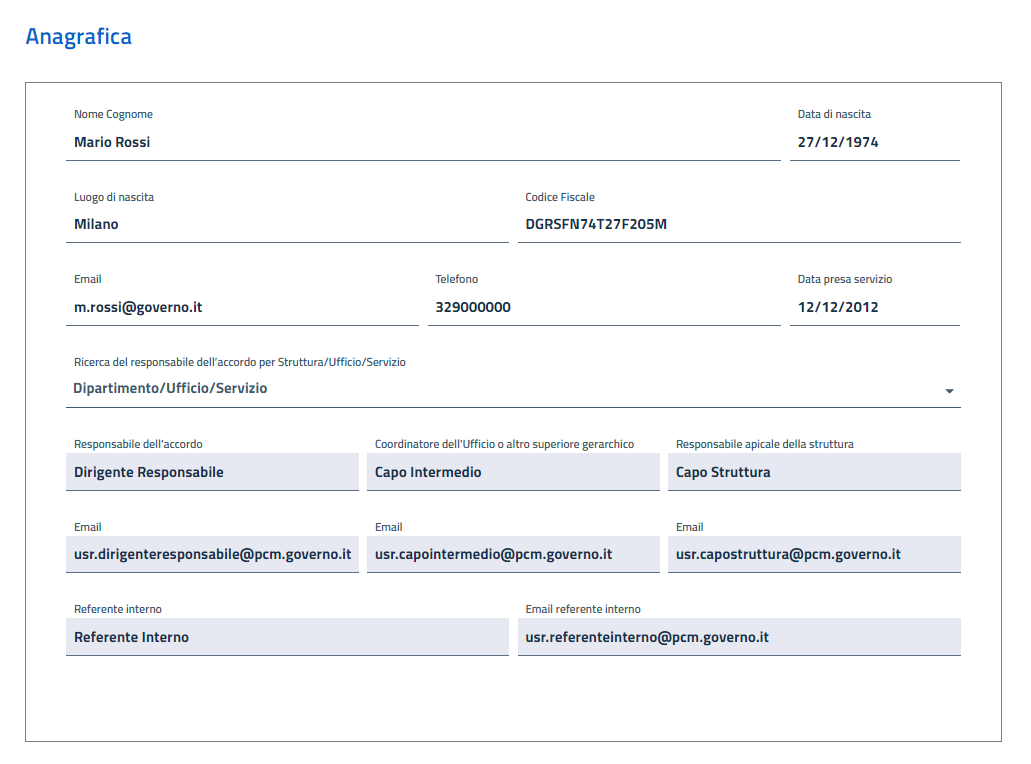 Anagrafica
Nome Cognome Data di nascita
Mario Rossi 27/12/1974
Luogo di nascita Codice Fiscale
Milano DGRSFN74T27F205M
Email Telefono Data presa servizio
m.rossi@governo.it 329000000 12/12/2012
Ricerca del responsabile dell'accordo per Struttura/Ufficio/Servizio
Dipartimento/Ufficio/Servizio
Responsabile dell'accordo Coordinatore dell'Ufficio o altro superiore gerarchico Responsabile apicale della struttura
Dirigente Responsabile Capo Intermedio Capo Struttura
Email Email Email
usr.dirigenteresponsabile@pcm.governo.it usr.capointermedio@pcm.governo.it usr.capostruttura@pcm.governo.it
Referente interno Email referente interno
Referente Interno usr.referenteinterno@pcm.governo.it